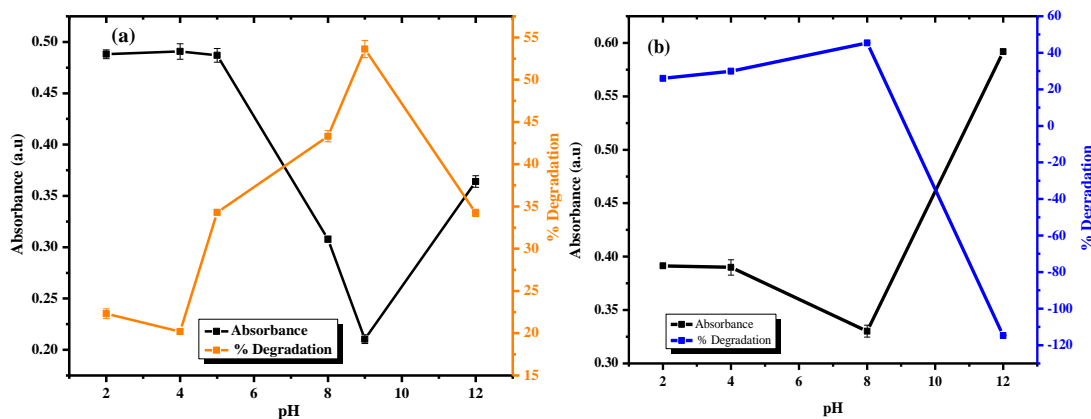 (a)
0.50
0.45
0.40
0.35
0.30
0.25
0.20
Absorbance (a.u)
55
50
45
40
35
30
25
20
15
% Degradation
Absorbance
% Degradation
2 4 6 8 10 12
pH
(b)
0.60
0.55
0.50
0.45
0.40
0.35
0.30
Absorbance (a.u)
60
40
20
0
-20
-40
-60
-80
-100
-120
% Degradation
Absorbance
% Degradation
2 4 6 8 10 12
pH